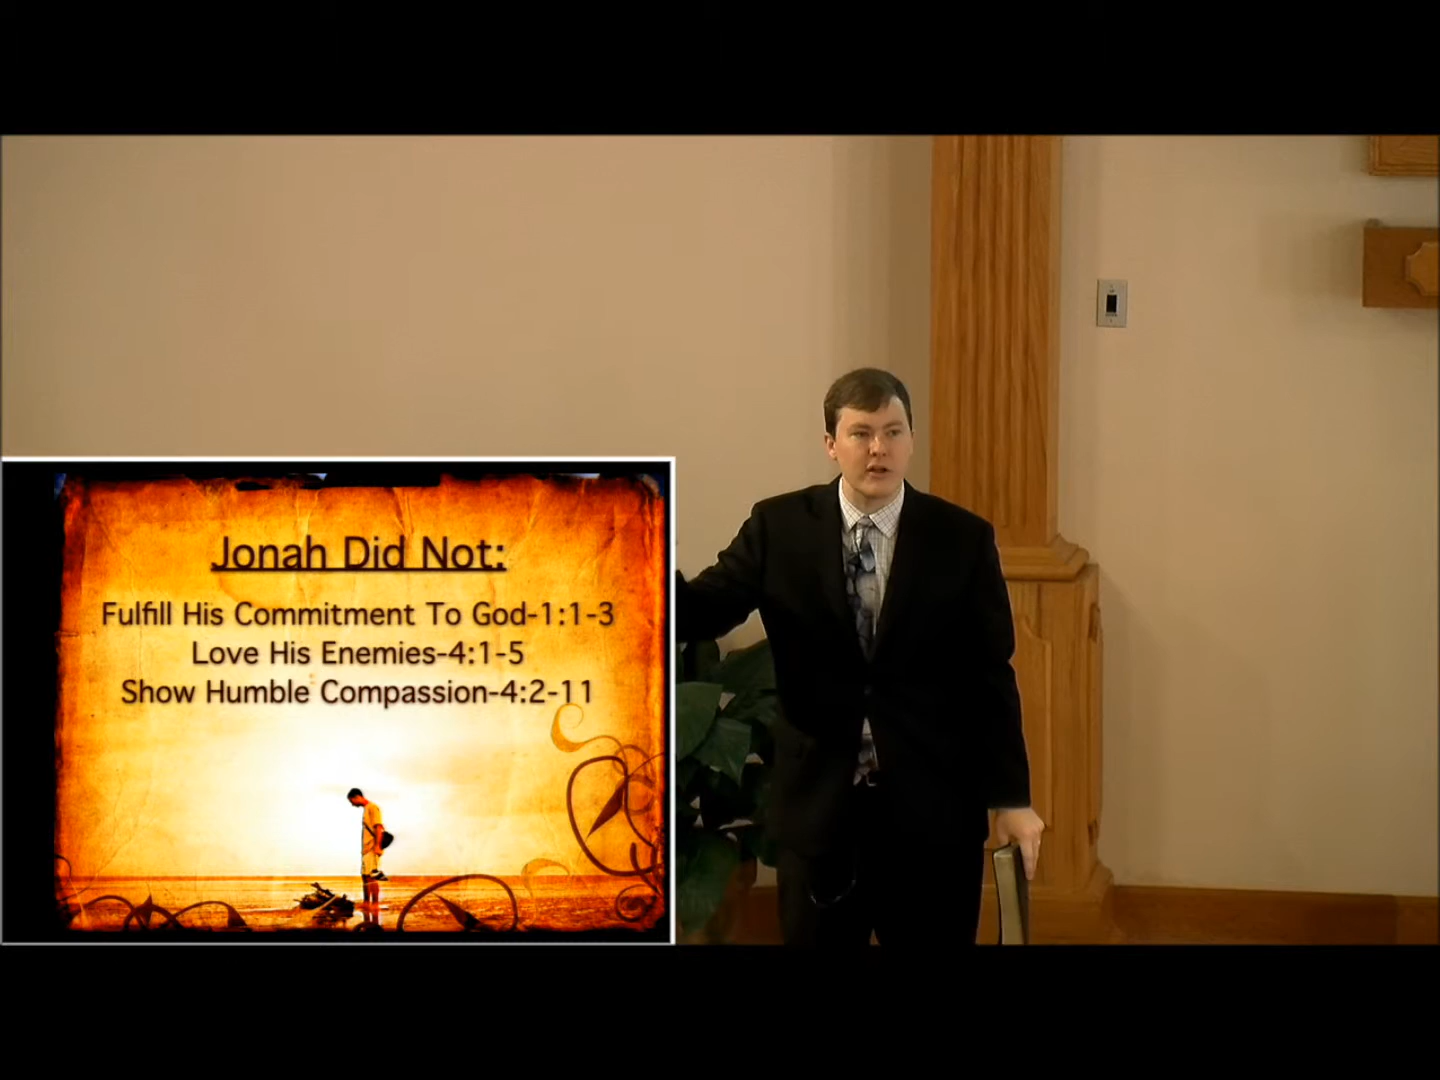 Jonah Did Not:
Fulfill His Commitment To God-1:1-3
Love His Enemies-4:1-5
Show Humble Compassion-4:2-11